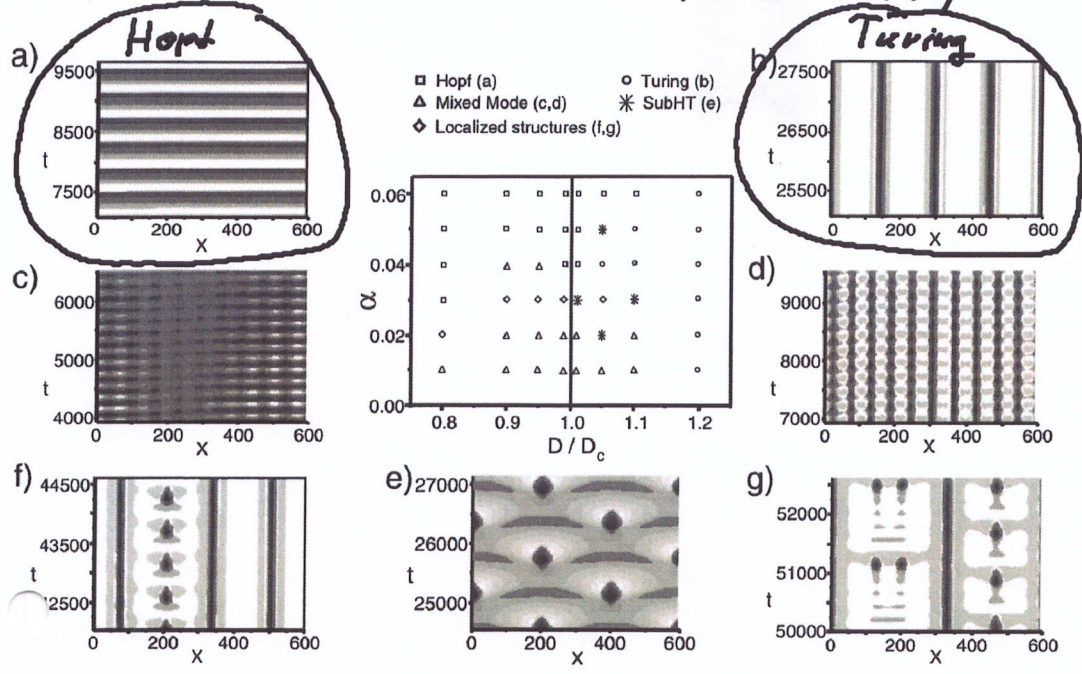 Hopf
Turing
a)
9500
8500
7500
t
0
200
400
600
x
□ Hopf (a)
△ Mixed Mode (c,d)
◇ Localized structures (f,g)
○ Turing (b)
✳ SubHT (e)
b)
27500
26500
25500
t
0
200
400
600
x
c)
6000
5000
4000
t
0
200
400
600
x
α
0.06
0.04
0.02
0.00
0.8
0.9
1.0
1.1
1.2
D / Dc
d)
9000
8000
7000
t
0
200
400
600
x
f)
44500
43500
42500
t
0
200
400
600
x
e)
27000
26000
25000
t
0
200
400
600
x
g)
52000
51000
50000
t
0
200
400
600
x